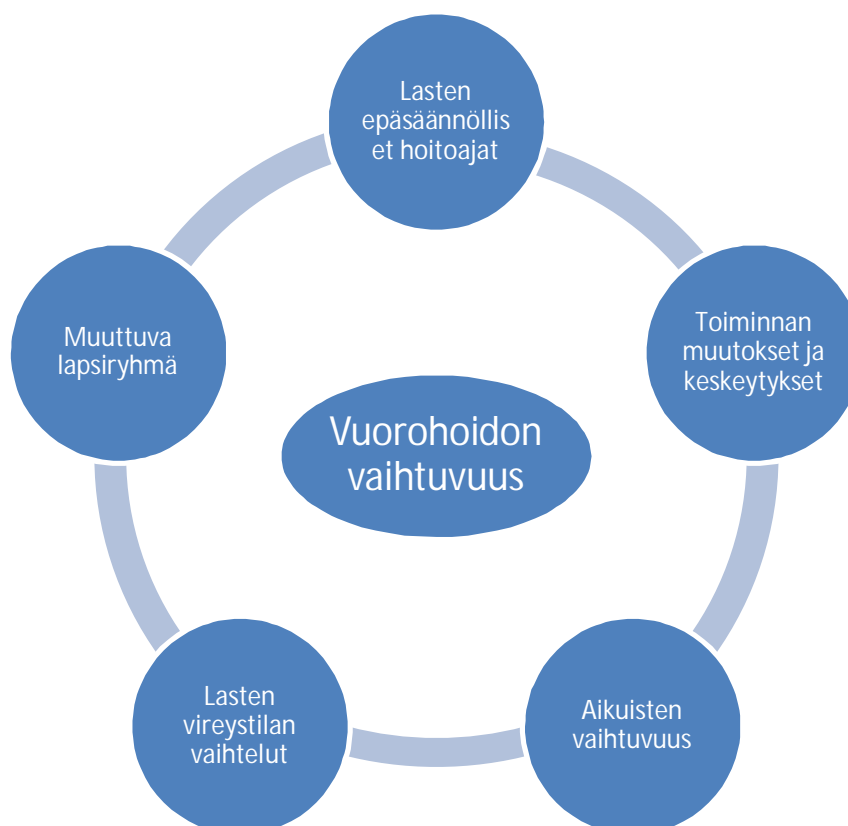 Lasten
epäsäännöllis
et hoitoajat
Toiminnan
muutokset ja
keskeytykset
Aikuisten
vaihtuvuus
Lasten
vireystilan
vaihtelut
Muuttuva
lapsiryhmä
Vuorohoidon
vaihtuvuus